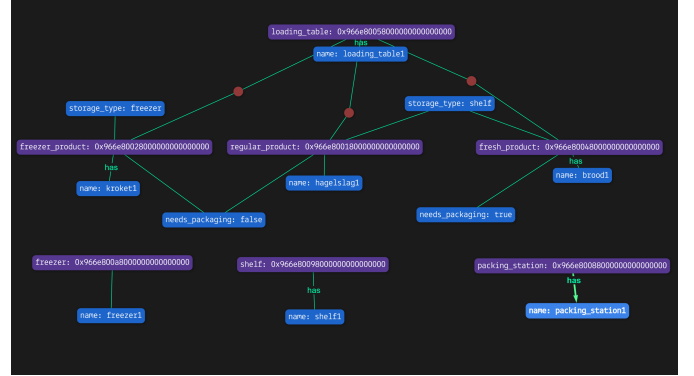 loading_table: 0x966e80058000000000000000
has
name: loading_table1
storage_type: freezer
storage_type: shelf
freezer_product: 0x966e80028000000000000000
regular_product: 0x966e80018000000000000000
fresh_product: 0x966e80048000000000000000
has
has
name: kroket1
name: hagelslag1
name: brood1
needs_packaging: false
needs_packaging: true
freezer: 0x966e800a8000000000000000
shelf: 0x966e80098000000000000000
packing_station: 0x966e80088000000000000000
has
has
name: freezer1
name: shelf1
name: packing_station1